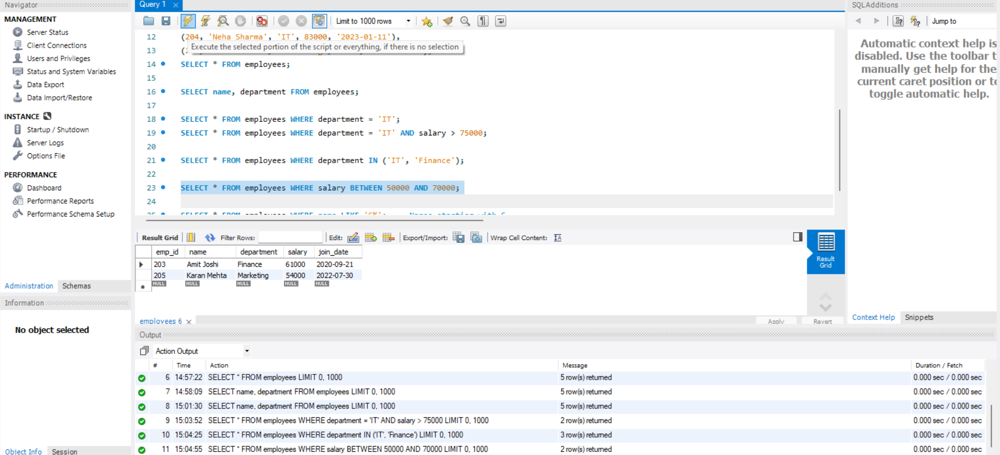 Navigator
MANAGEMENT
Server Status
Client Connections
Users and Privileges
Status and System Variables
Data Export
Data Import/Restore
INSTANCE
Startup / Shutdown
Server Logs
Options File
PERFORMANCE
Dashboard
Performance Reports
Performance Schema Setup
Administration Schemas
Information
No object selected
Object Info Session
Query 1
Limit to 1000 rows
12 (204, 'Neha Sharma', 'IT', 83000, '2023-01-11'),
13 (2
Execute the selected portion of the script or everything, if there is no selection
14 SELECT * FROM employees;
15
16 SELECT name, department FROM employees;
17
18 SELECT * FROM employees WHERE department = 'IT';
19 SELECT * FROM employees WHERE department = 'IT' AND salary > 75000;
20
21 SELECT * FROM employees WHERE department IN ('IT', 'Finance');
22
23 SELECT * FROM employees WHERE salary BETWEEN 50000 AND 70000;
24
25 SELECT * FROM employees WHERE name LIKE 'S%'; -- Names starting with S
Result Grid Filter Rows: Edit: Export/Import: Wrap Cell Content:
emp_id name department salary join_date
203 Amit Joshi Finance 61000 2020-09-21
205 Karan Mehta Marketing 54000 2022-07-30
NULL NULL NULL NULL NULL
Result
Grid
employees 6 Apply Revert
Output
Action Output
# Time Action Message Duration / Fetch
6 14:57:22 SELECT * FROM employees LIMIT 0, 1000 5 row(s) returned 0.000 sec / 0.000 sec
7 14:58:09 SELECT name, department FROM employees LIMIT 0, 1000 5 row(s) returned 0.000 sec / 0.000 sec
8 15:01:30 SELECT name, department FROM employees LIMIT 0, 1000 5 row(s) returned 0.000 sec / 0.000 sec
9 15:03:52 SELECT * FROM employees WHERE department = 'IT' AND salary > 75000 LIMIT 0, 1000 2 row(s) returned 0.000 sec / 0.000 sec
10 15:04:25 SELECT * FROM employees WHERE department IN ('IT', 'Finance') LIMIT 0, 1000 3 row(s) returned 0.000 sec / 0.000 sec
11 15:04:55 SELECT * FROM employees WHERE salary BETWEEN 50000 AND 70000 LIMIT 0, 1000 2 row(s) returned 0.000 sec / 0.000 sec
SQLAdditions
Jump to
Automatic context help is
disabled. Use the toolbar t
manually get help for the
current caret position or to
toggle automatic help.
Context Help Snippets